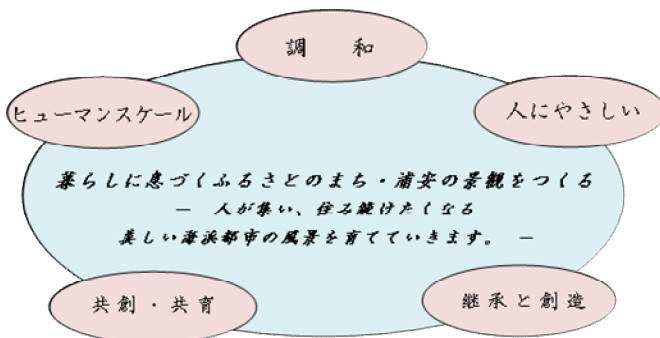 調　和
ヒューマンスケール
人にやさしい
暮らしに息づくふるさとのまち・浦安の景観をつくる
－　人が集い、住み続けたくなる
美しい海浜都市の風景を育てていきます。　－
共創・共育
継承と創造